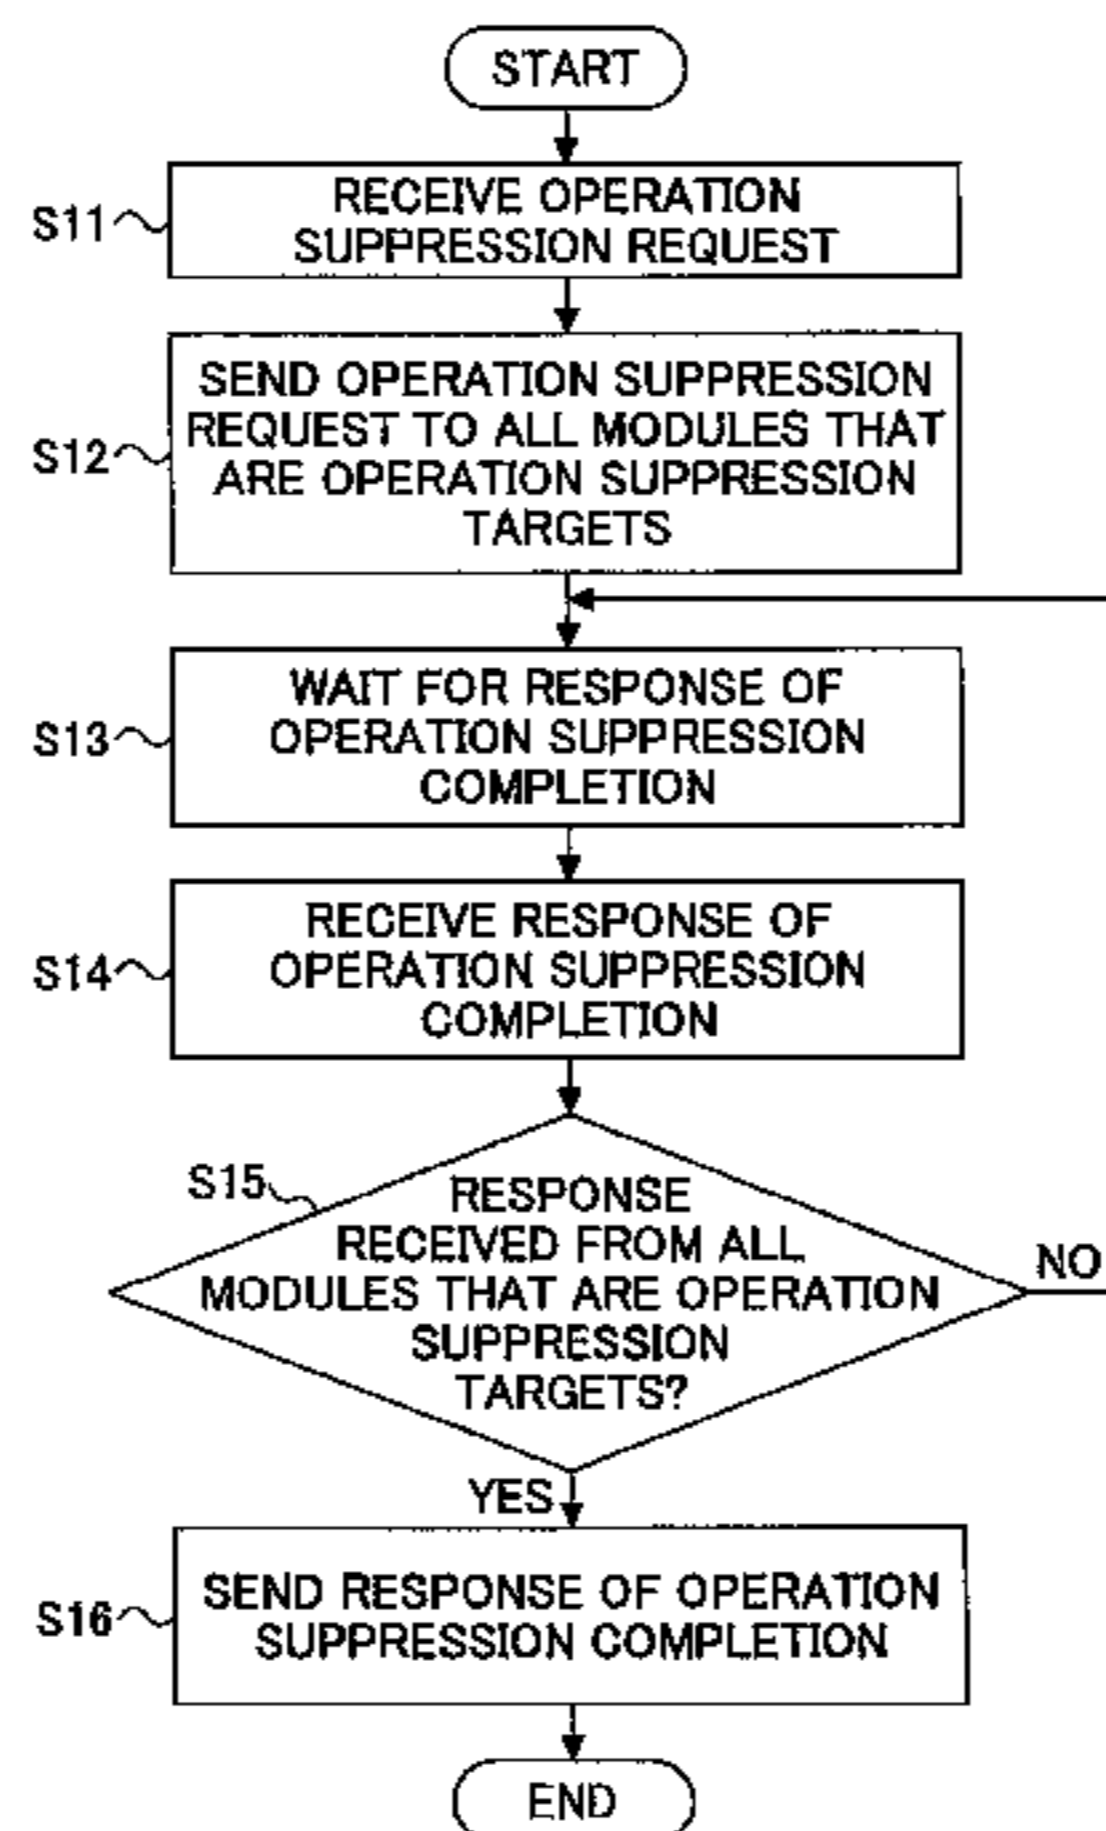 START
S11
RECEIVE OPERATION
SUPPRESSION REQUEST
S12
SEND OPERATION SUPPRESSION
REQUEST TO ALL MODULES THAT
ARE OPERATION SUPPRESSION
TARGETS
S13
WAIT FOR RESPONSE OF
OPERATION SUPPRESSION
COMPLETION
S14
RECEIVE RESPONSE OF
OPERATION SUPPRESSION
COMPLETION
S15
RESPONSE
RECEIVED FROM ALL
MODULES THAT ARE OPERATION
SUPPRESSION
TARGETS?
NO
YES
S16
SEND RESPONSE OF OPERATION
SUPPRESSION COMPLETION
END